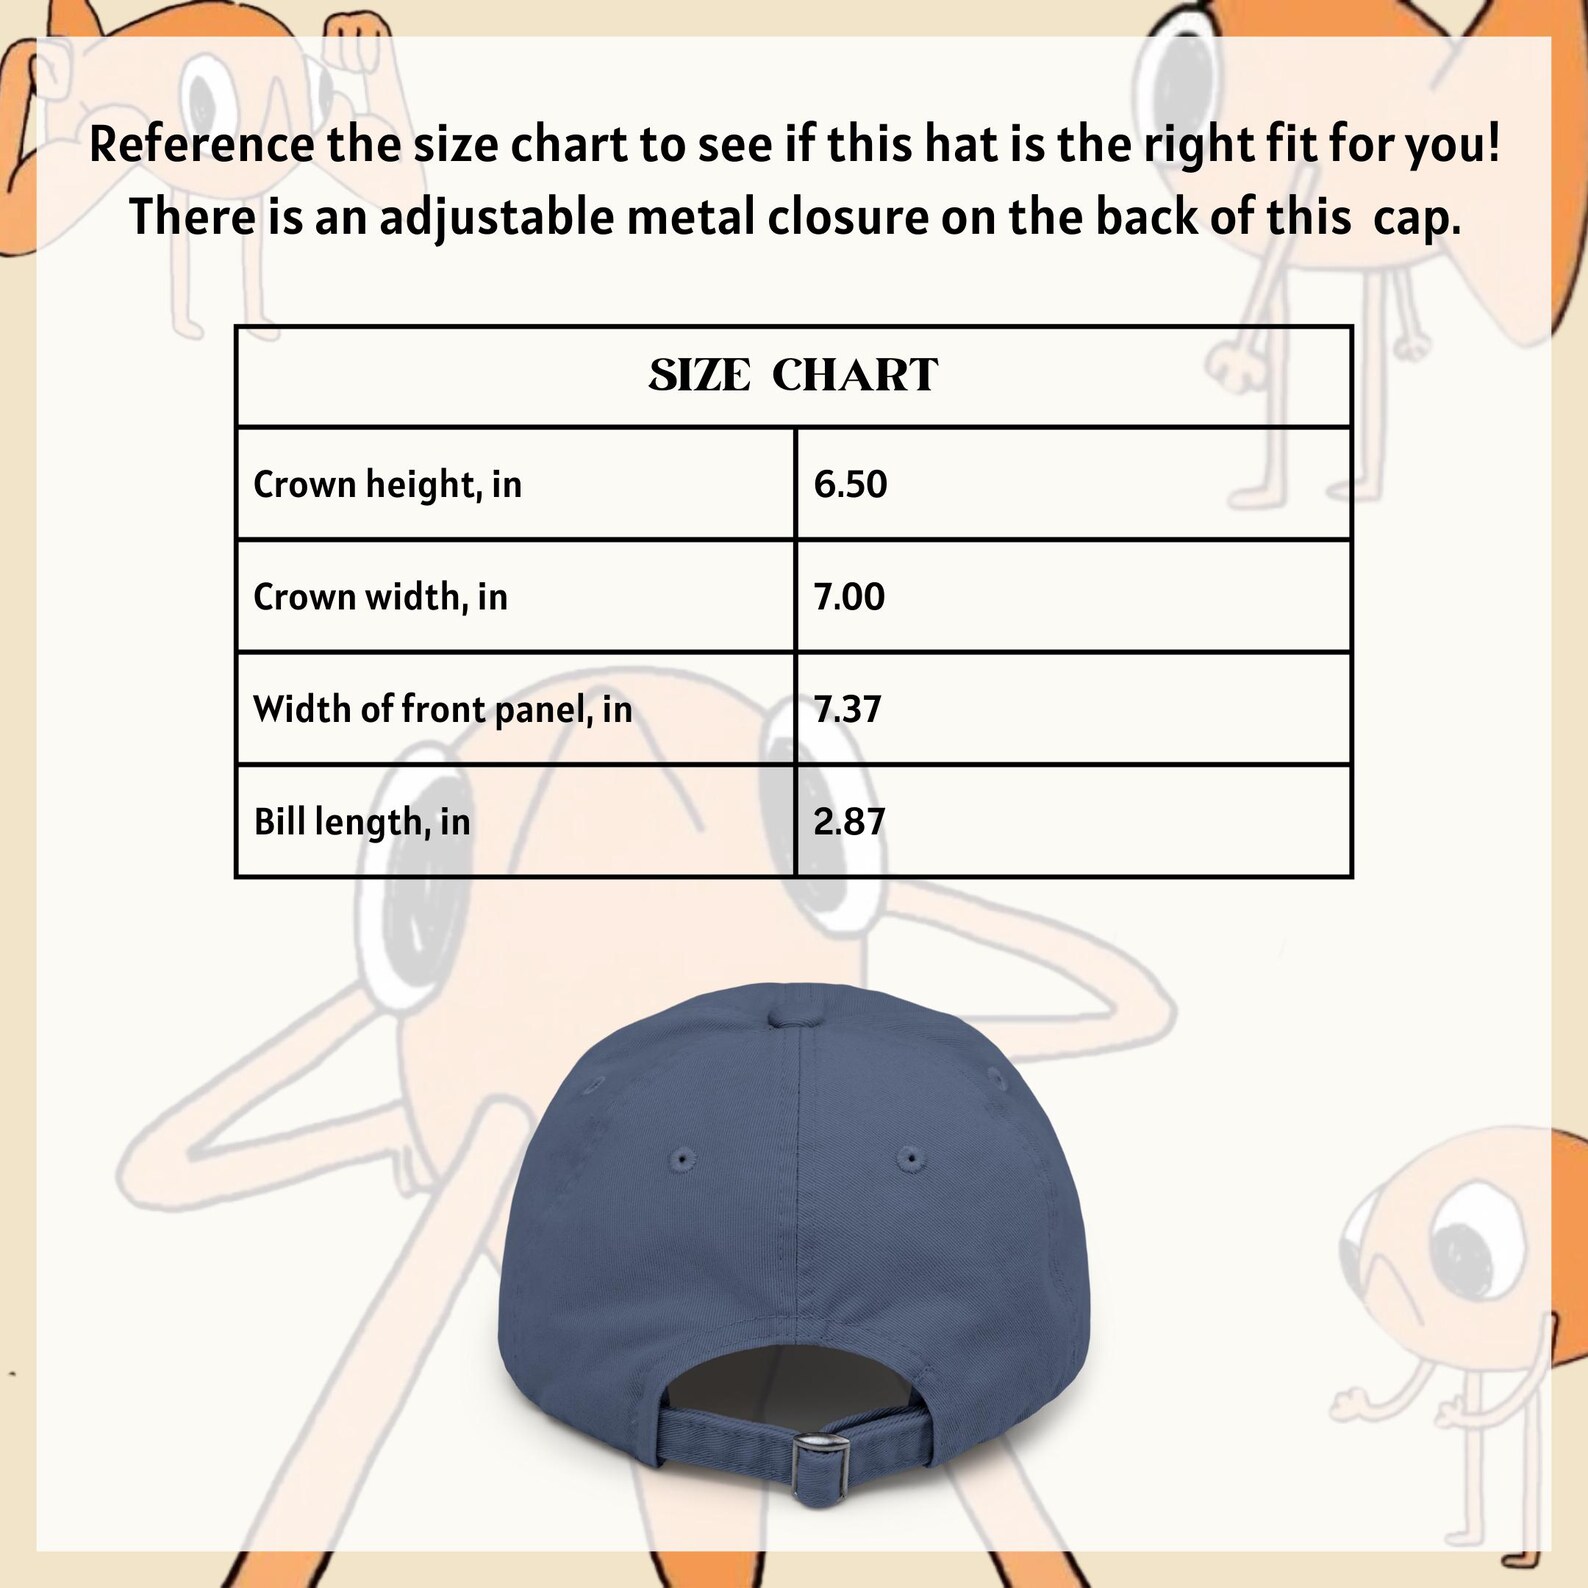 Reference the size chart to see if this hat is the right fit for you!
There is an adjustable metal closure on the back of this cap.
SIZE CHART
Crown height, in 6.50
Crown width, in 7.00
Width of front panel, in 7.37
Bill length, in 2.87